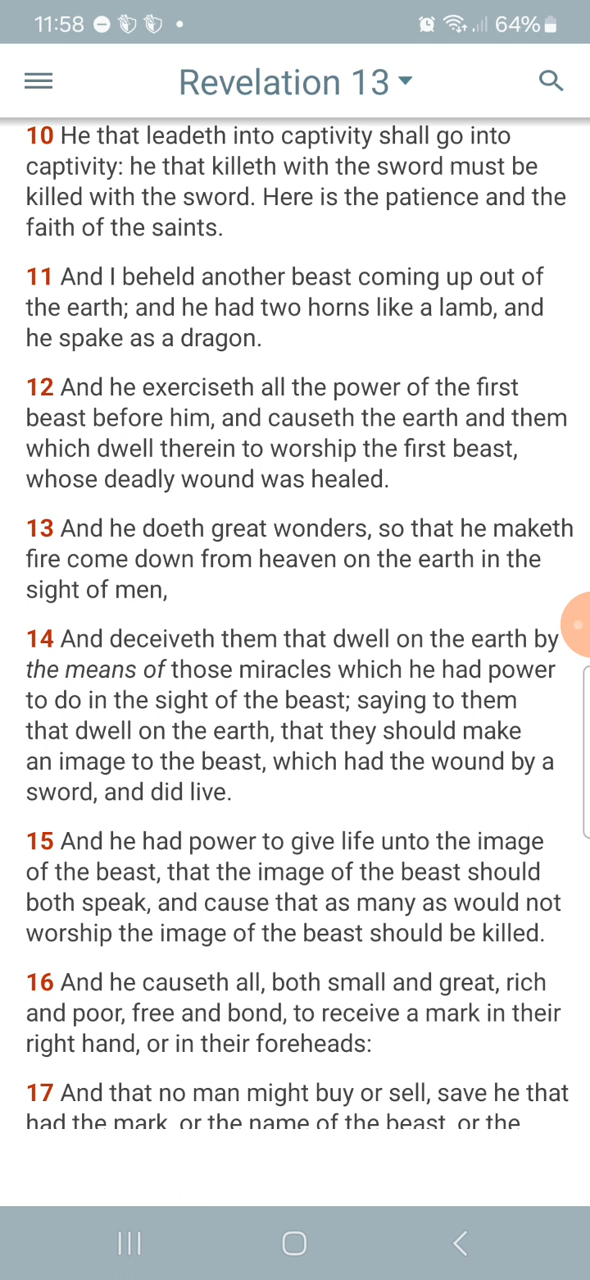 11:58
64%
Revelation 13
10 He that leadeth into captivity shall go into
captivity: he that killeth with the sword must be
killed with the sword. Here is the patience and the
faith of the saints.
11 And I beheld another beast coming up out of
the earth; and he had two horns like a lamb, and
he spake as a dragon.
12 And he exerciseth all the power of the first
beast before him, and causeth the earth and them
which dwell therein to worship the first beast,
whose deadly wound was healed.
13 And he doeth great wonders, so that he maketh
fire come down from heaven on the earth in the
sight of men,
14 And deceiveth them that dwell on the earth by
the means of those miracles which he had power
to do in the sight of the beast; saying to them
that dwell on the earth, that they should make
an image to the beast, which had the wound by a
sword, and did live.
15 And he had power to give life unto the image
of the beast, that the image of the beast should
both speak, and cause that as many as would not
worship the image of the beast should be killed.
16 And he causeth all, both small and great, rich
and poor, free and bond, to receive a mark in their
right hand, or in their foreheads:
17 And that no man might buy or sell, save he that
had the mark, or the name of the beast, or the